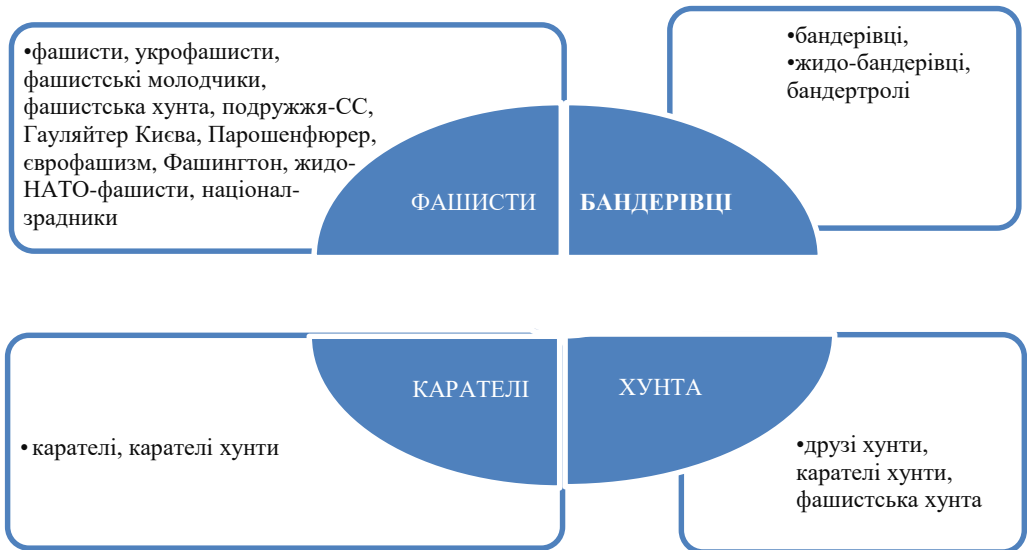 •фашисти, укрофашисти,
фашистські молодчики,
фашистська хунта, подружжя-СС,
Гауляйтер Києва, Парошенфюрер,
єврофашизм, Фашингтон, жидо-
НАТО-фашисти, націонал-
зрадники
•бандерівці,
•жидо-бандерівці,
бандертролі
ФАШИСТИ
БАНДЕРІВЦІ
КАРАТЕЛІ
ХУНТА
•карателі, карателі хунти
•друзі хунти,
карателі хунти,
фашистська хунта